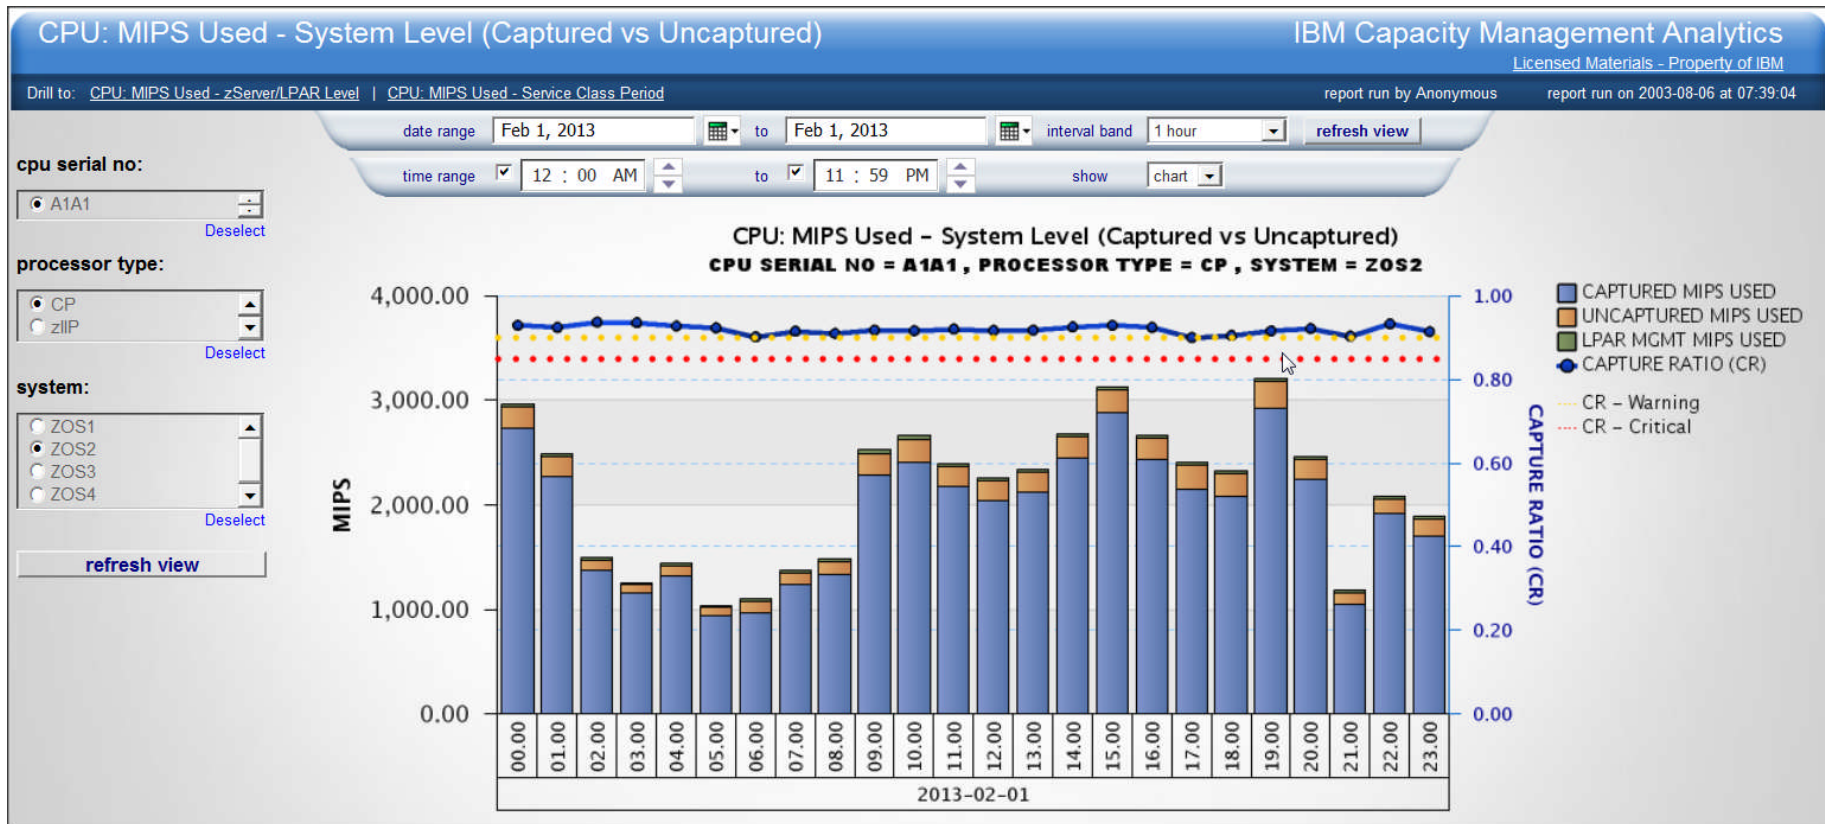 CPU: MIPS Used - System Level (Captured vs Uncaptured)
IBM Capacity Management Analytics
Licensed Materials - Property of IBM
Drill to: CPU: MIPS Used - zServer/LPAR Level | CPU: MIPS Used - Service Class Period
report run by Anonymous report run on 2003-08-06 at 07:39:04
date range Feb 1, 2013 to Feb 1, 2013 interval band 1 hour refresh view
time range 12 : 00 AM to 11 : 59 PM show chart
cpu serial no:
A1A1
Deselect
processor type:
CP
zIIP
Deselect
system:
ZOS1
ZOS2
ZOS3
ZOS4
Deselect
refresh view
CPU: MIPS Used – System Level (Captured vs Uncaptured)
CPU SERIAL NO = A1A1 , PROCESSOR TYPE = CP , SYSTEM = ZOS2
MIPS
4,000.00
3,000.00
2,000.00
1,000.00
0.00
1.00
0.80
0.60
0.40
0.20
0.00
CAPTURE RATIO (CR)
CAPTURED MIPS USED
UNCAPTURED MIPS USED
LPAR MGMT MIPS USED
CAPTURE RATIO (CR)
CR – Warning
CR – Critical
00.00 01.00 02.00 03.00 04.00 05.00 06.00 07.00 08.00 09.00 10.00 11.00 12.00 13.00 14.00 15.00 16.00 17.00 18.00 19.00 20.00 21.00 22.00 23.00
2013–02–01